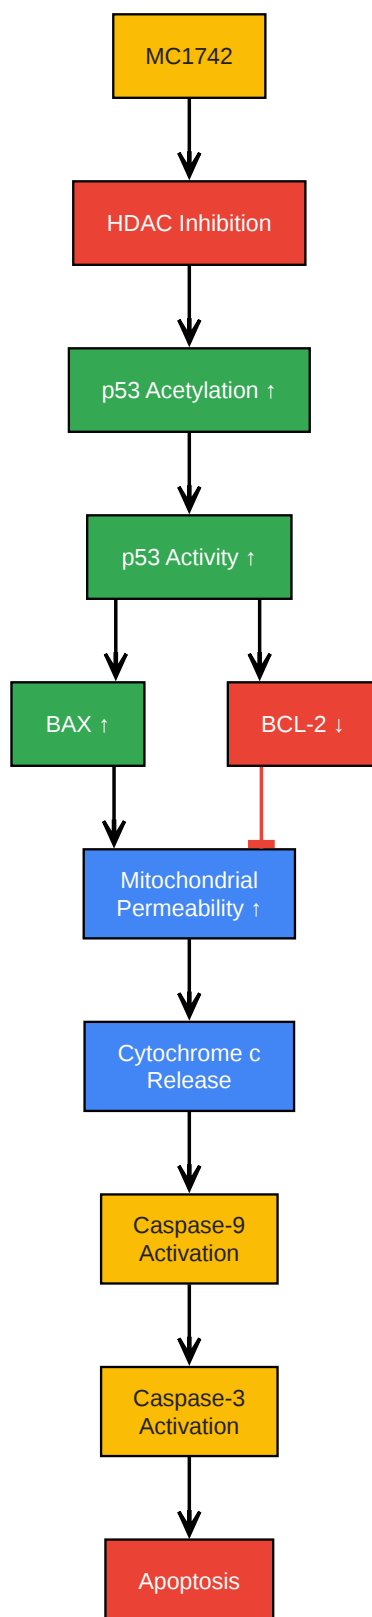 MC1742
HDAC Inhibition
p53 Acetylation ↑
p53 Activity ↑
BAX ↑
BCL-2 ↓
Mitochondrial
Permeability ↑
Cytochrome c
Release
Caspase-9
Activation
Caspase-3
Activation
Apoptosis